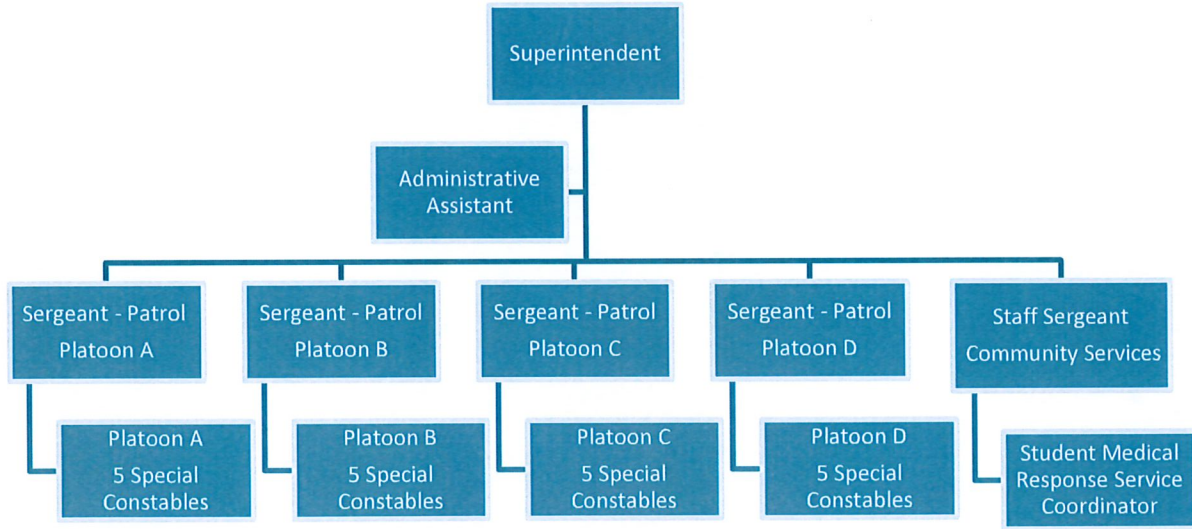 Superintendent
Administrative
Assistant
Sergeant - Patrol
Platoon A
Sergeant - Patrol
Platoon B
Sergeant - Patrol
Platoon C
Sergeant - Patrol
Platoon D
Staff Sergeant
Community Services
Platoon A
5 Special
Constables
Platoon B
5 Special
Constables
Platoon C
5 Special
Constables
Platoon D
5 Special
Constables
Student Medical
Response Service
Coordinator